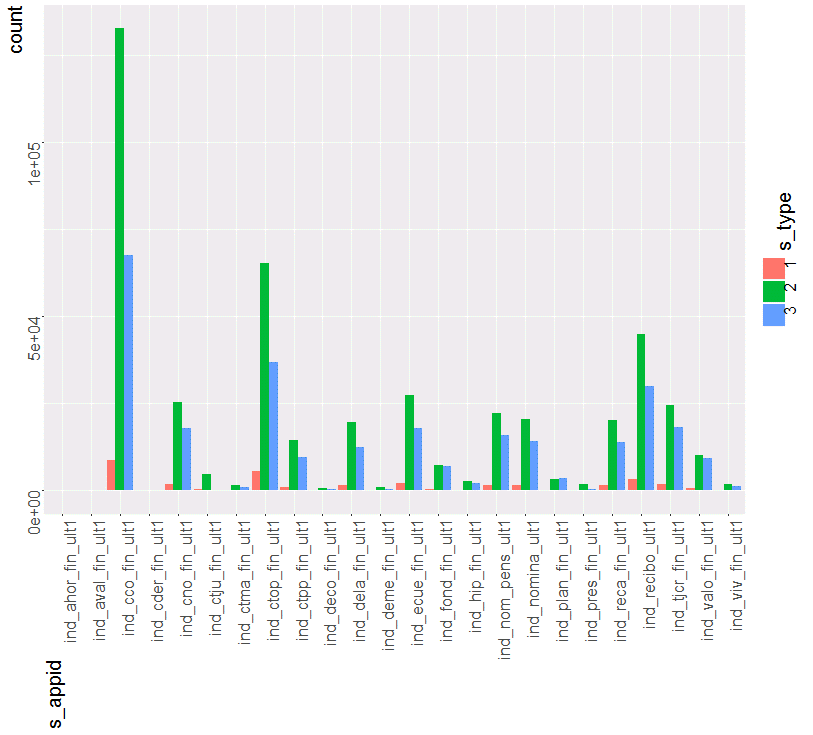 count
1e+05
5e+04
0e+00
s_type
1
2
3
ind_ahor_fin_ult1
ind_aval_fin_ult1
ind_cco_fin_ult1
ind_cder_fin_ult1
ind_cno_fin_ult1
ind_ctju_fin_ult1
ind_ctma_fin_ult1
ind_ctop_fin_ult1
ind_ctpp_fin_ult1
ind_deco_fin_ult1
ind_dela_fin_ult1
ind_deme_fin_ult1
ind_ecue_fin_ult1
ind_fond_fin_ult1
ind_hip_fin_ult1
ind_nom_pens_ult1
ind_nomina_ult1
ind_plan_fin_ult1
ind_pres_fin_ult1
ind_reca_fin_ult1
ind_recibo_ult1
ind_tjcr_fin_ult1
ind_valo_fin_ult1
ind_viv_fin_ult1
s_appid